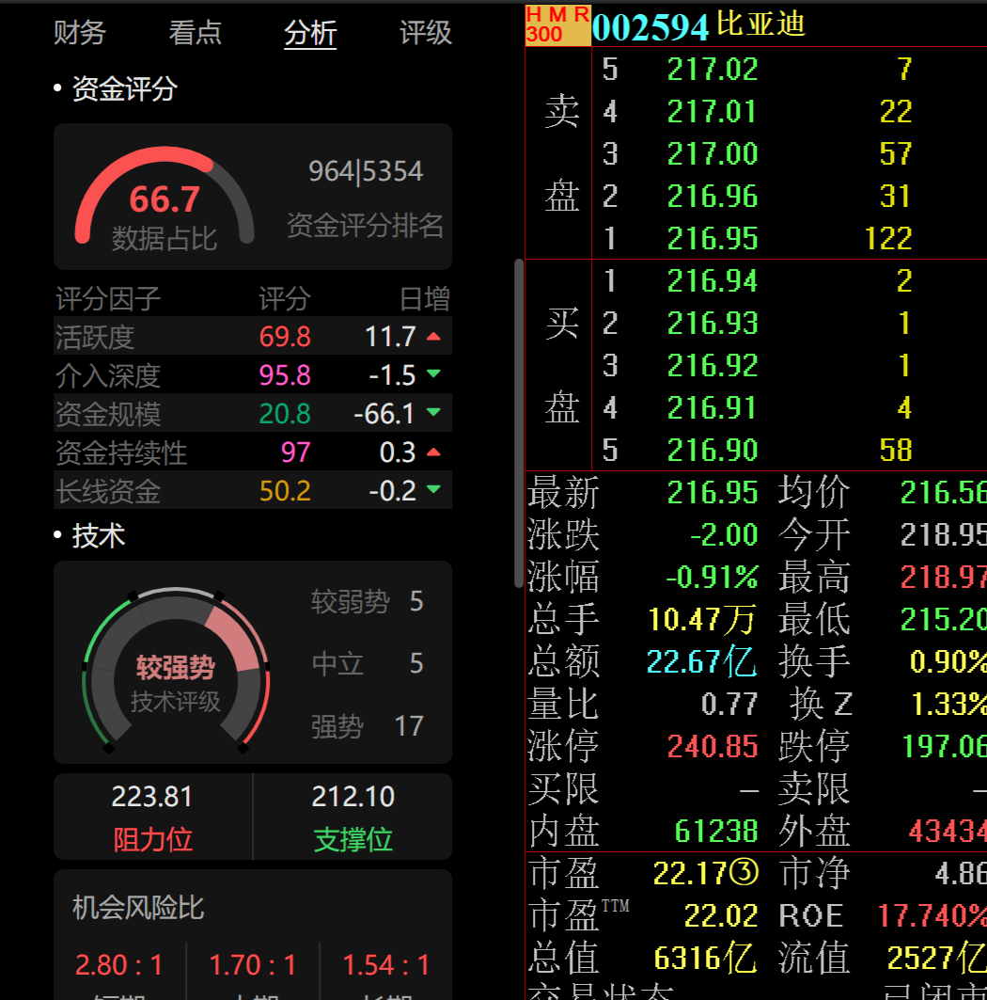 财务 看点 分析 评级
• 资金评分
66.7
数据占比
964|5354
资金评分排名
评分因子 评分 日增
活跃度 69.8 11.7
介入深度 95.8 -1.5
资金规模 20.8 -66.1
资金持续性 97 0.3
长线资金 50.2 -0.2
• 技术
较强势
技术评级
较弱势 5
中立 5
强势 17
223.81 212.10
阻力位 支撑位
机会风险比
2.80 : 1 1.70 : 1 1.54 : 1
H M R
300
002594 比亚迪
卖盘
5 217.02 7
4 217.01 22
3 217.00 57
2 216.96 31
1 216.95 122
买盘
1 216.94 2
2 216.93 1
3 216.92 1
4 216.91 4
5 216.90 58
最新 216.95 均价 216.56
涨跌 -2.00 今开 218.95
涨幅 -0.91% 最高 218.97
总手 10.47万 最低 215.20
总额 22.67亿 换手 0.90%
量比 0.77 换Z 1.33%
涨停 240.85 跌停 197.06
买限 — 卖限 —
内盘 61238 外盘 43434
市盈 22.17③ 市净 4.86
市盈TTM 22.02 ROE 17.740%
总值 6316亿 流值 2527亿
交易状态 已闭市